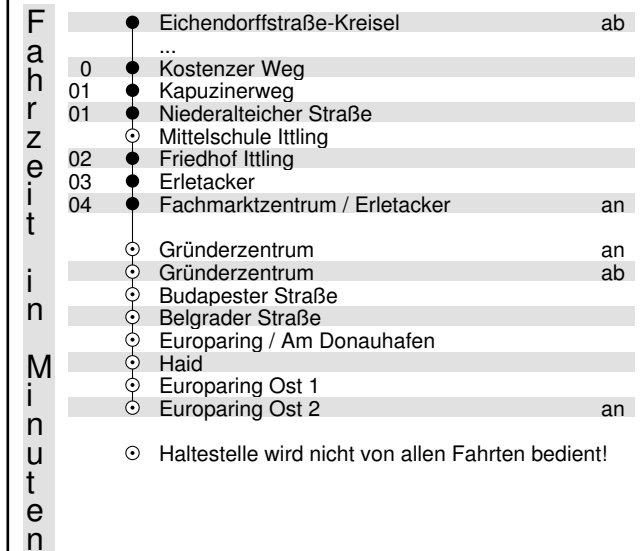 Fahrzeit in Minuten
Eichendorffstraße-Kreisel ab
...
0 Kostenzer Weg
01 Kapuzinerweg
01 Niederalteicher Straße
Mittelschule Ittling
02 Friedhof Ittling
03 Erletacker
04 Fachmarktzentrum / Erletacker an
Gründerzentrum an
Gründerzentrum ab
Budapester Straße
Belgrader Straße
Europaring / Am Donauhafen
Haid
Europaring Ost 1
Europaring Ost 2 an
Haltestelle wird nicht von allen Fahrten bedient!